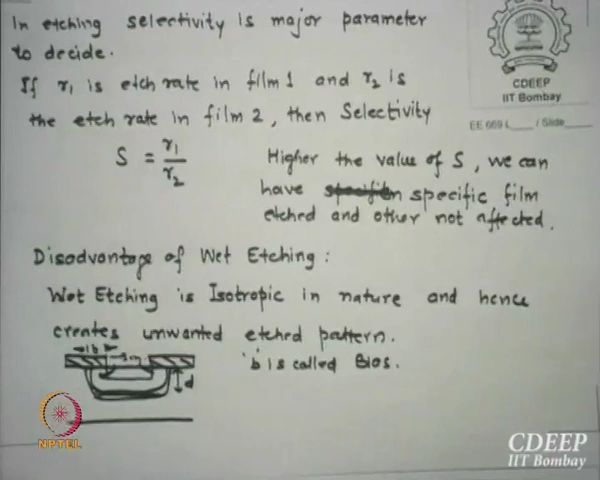 In etching selectivity is major parameter
to decide.
If r1 is etch rate in film 1 and r2 is
the etch rate in film 2, then Selectivity
S = r1/r2
Higher the value of S, we can
have specific film
etched and other not affected.
Disadvantage of Wet Etching:
Wet Etching is Isotropic in nature and hence
creates unwanted etched pattern.
b
d
'b' is called Bias.
CDEEP
IIT Bombay
EE 669 L____ / Slide____
NPTEL
CDEEP
IIT Bombay